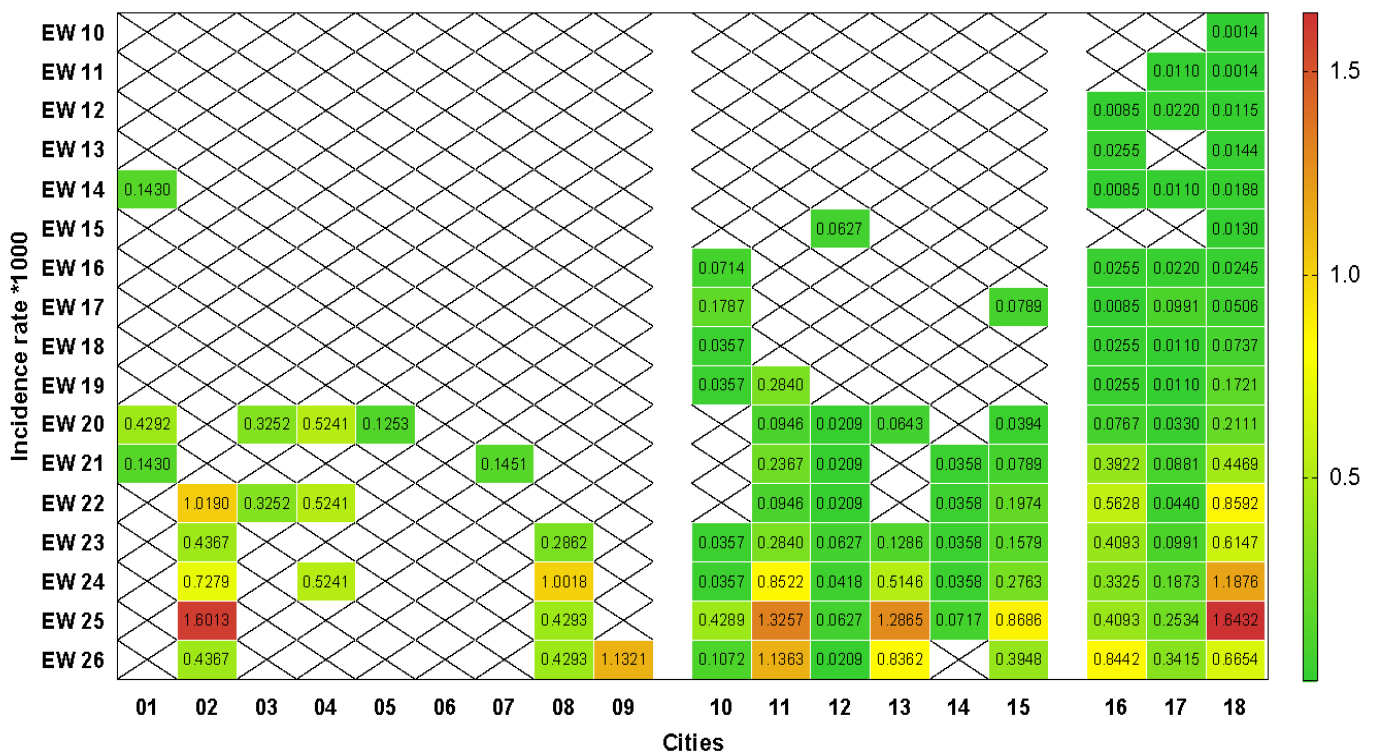 EW 10 0.0014
EW 11 0.0110 0.0014 1.5
EW 12 0.0085 0.0220 0.0115
EW 13 0.0255 0.0144
EW 14 0.1430 0.0085 0.0110 0.0188
EW 15 0.0627 0.0130
EW 16 0.0714 0.0255 0.0220 0.0245 1.0
EW 17 0.1787 0.0789 0.0085 0.0991 0.0506
EW 18 0.0357 0.0255 0.0110 0.0737
EW 19 0.0357 0.2840 0.0255 0.0110 0.1721
EW 20 0.4292 0.3252 0.5241 0.1253 0.0946 0.0209 0.0643 0.0394 0.0767 0.0330 0.2111
EW 21 0.1430 0.1451 0.2367 0.0209 0.0358 0.0789 0.3922 0.0881 0.4469 0.5
EW 22 1.0190 0.3252 0.5241 0.0946 0.0209 0.0358 0.1974 0.5628 0.0440 0.8592
EW 23 0.4367 0.2862 0.0357 0.2840 0.0627 0.1286 0.0358 0.1579 0.4093 0.0991 0.6147
EW 24 0.7279 0.5241 1.0018 0.0357 0.8522 0.0418 0.5146 0.0358 0.2763 0.3325 0.1873 1.1876
EW 25 1.6013 0.4293 0.4289 1.3257 0.0627 1.2865 0.0717 0.8686 0.4093 0.2534 1.6432
EW 26 0.4367 0.4293 1.1321 0.1072 1.1363 0.0209 0.8362 0.3948 0.8442 0.3415 0.6654
01 02 03 04 05 06 07 08 09 10 11 12 13 14 15 16 17 18
Cities
Incidence rate *1000